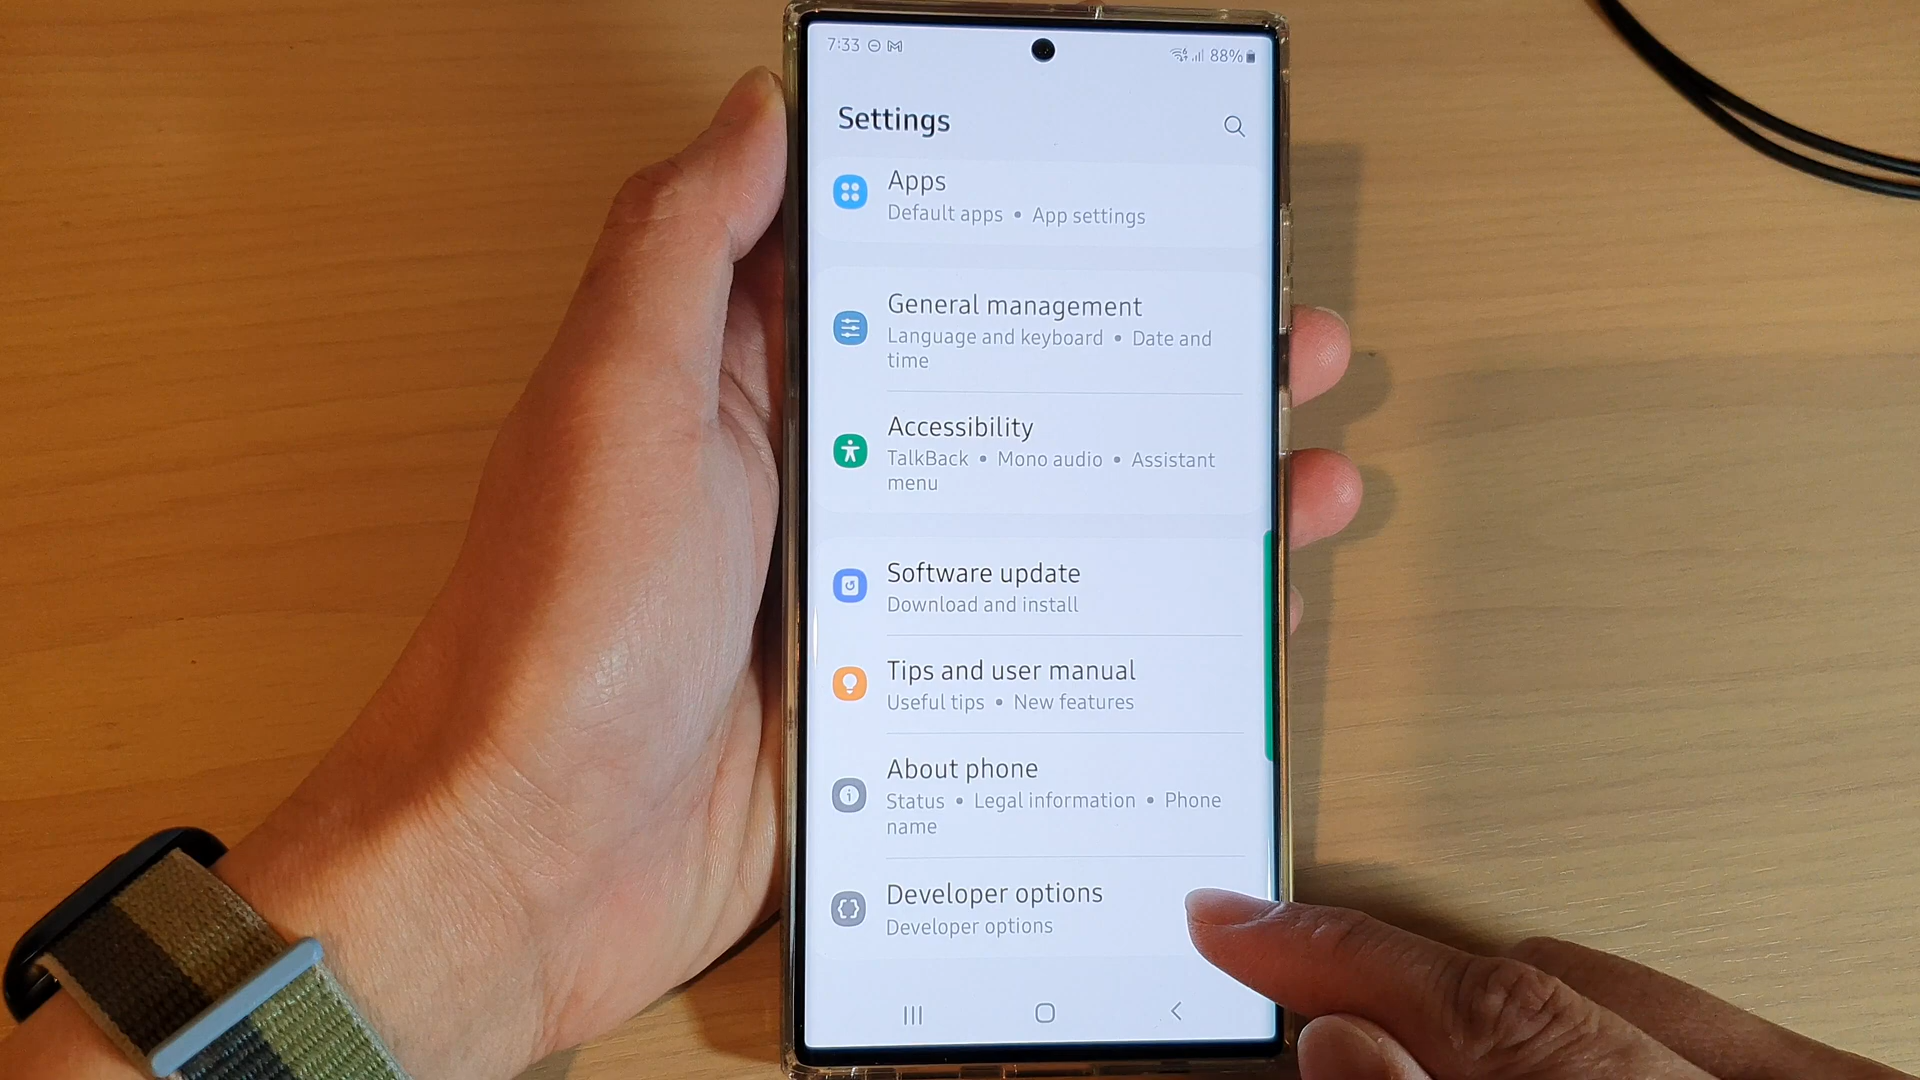 7:33
88%
Settings
Apps
Default apps • App settings
General management
Language and keyboard • Date and
time
Accessibility
TalkBack • Mono audio • Assistant
menu
Software update
Download and install
Tips and user manual
Useful tips • New features
About phone
Status • Legal information • Phone
name
Developer options
Developer options